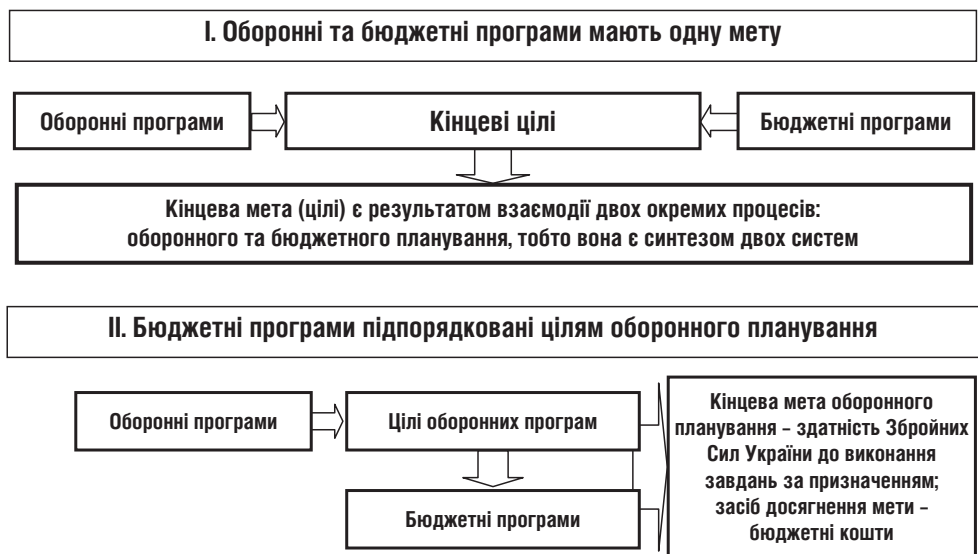 І. Оборонні та бюджетні програми мають одну мету
Оборонні програми
Кінцеві цілі
Бюджетні програми
Кінцева мета (цілі) є результатом взаємодії двох окремих процесів:
оборонного та бюджетного планування, тобто вона є синтезом двох систем
ІІ. Бюджетні програми підпорядковані цілям оборонного планування
Оборонні програми
Цілі оборонних програм
Бюджетні програми
Кінцева мета оборонного
планування – здатність Збройних
Сил України до виконання
завдань за призначенням;
засіб досягнення мети –
бюджетні кошти